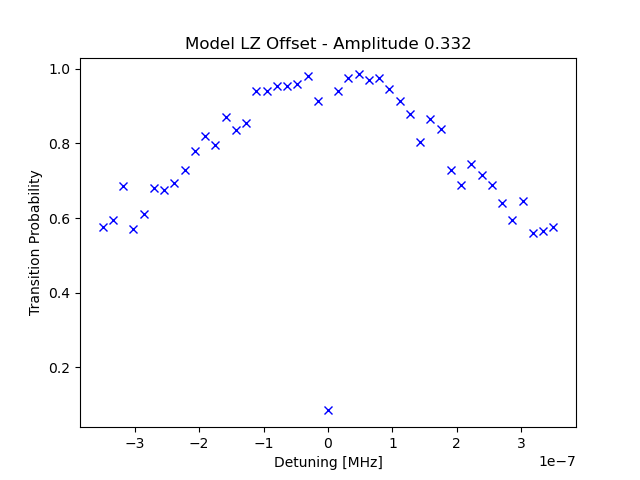 Model LZ Offset - Amplitude 0.332
Transition Probability
1.0
0.8
0.6
0.4
0.2
−3 −2 −1 0 1 2 3
1e−7
Detuning [MHz]